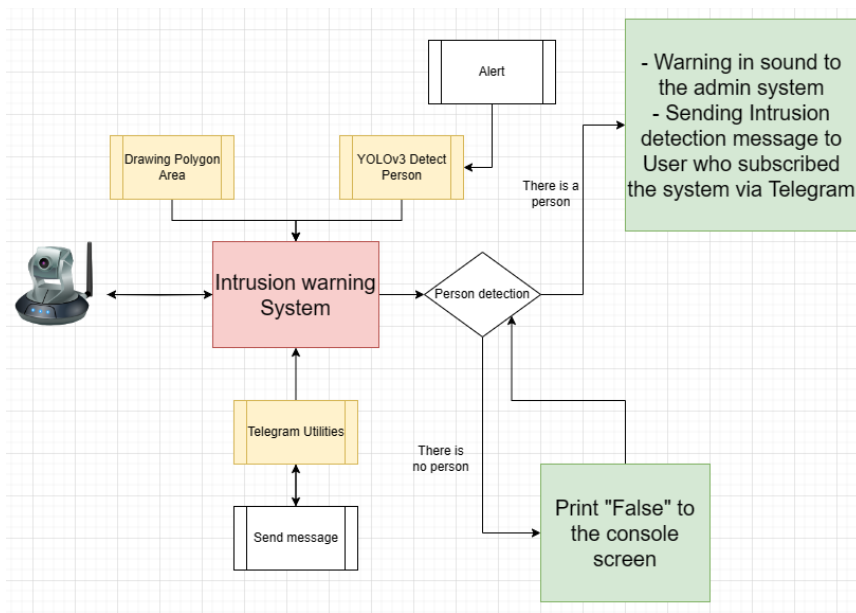 Alert
- Warning in sound to
the admin system
- Sending Intrusion
detection message to
User who subscribed
the system via Telegram
Drawing Polygon
Area
YOLOv3 Detect
Person
There is a
person
Intrusion warning
System
Person detection
Telegram Utilities
There is
no person
Send message
Print "False" to
the console
screen